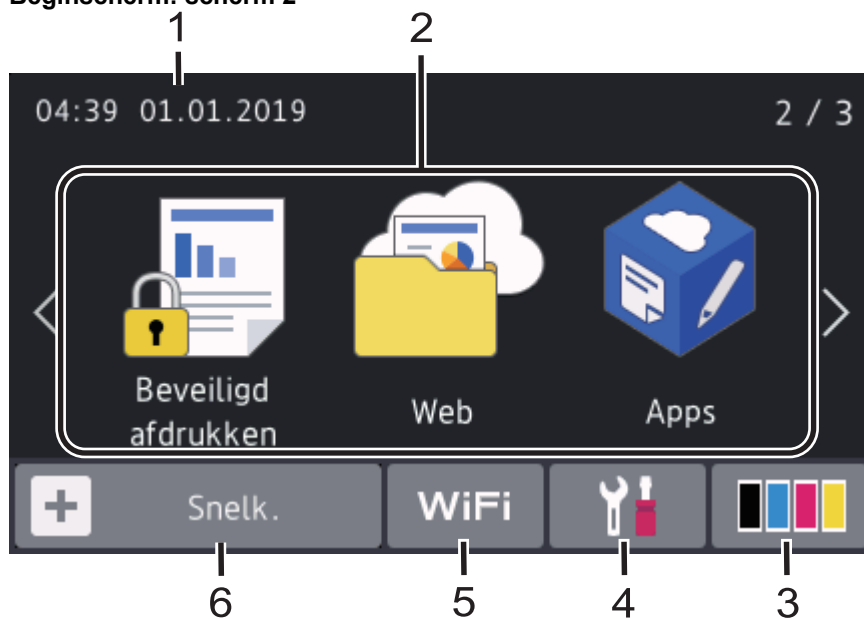 Beginscherm: scherm 2
1 2
04:39 01.01.2019 2 / 3
Beveiligd
afdrukken
Web
Apps
Snelk.
WiFi
6 5 4 3